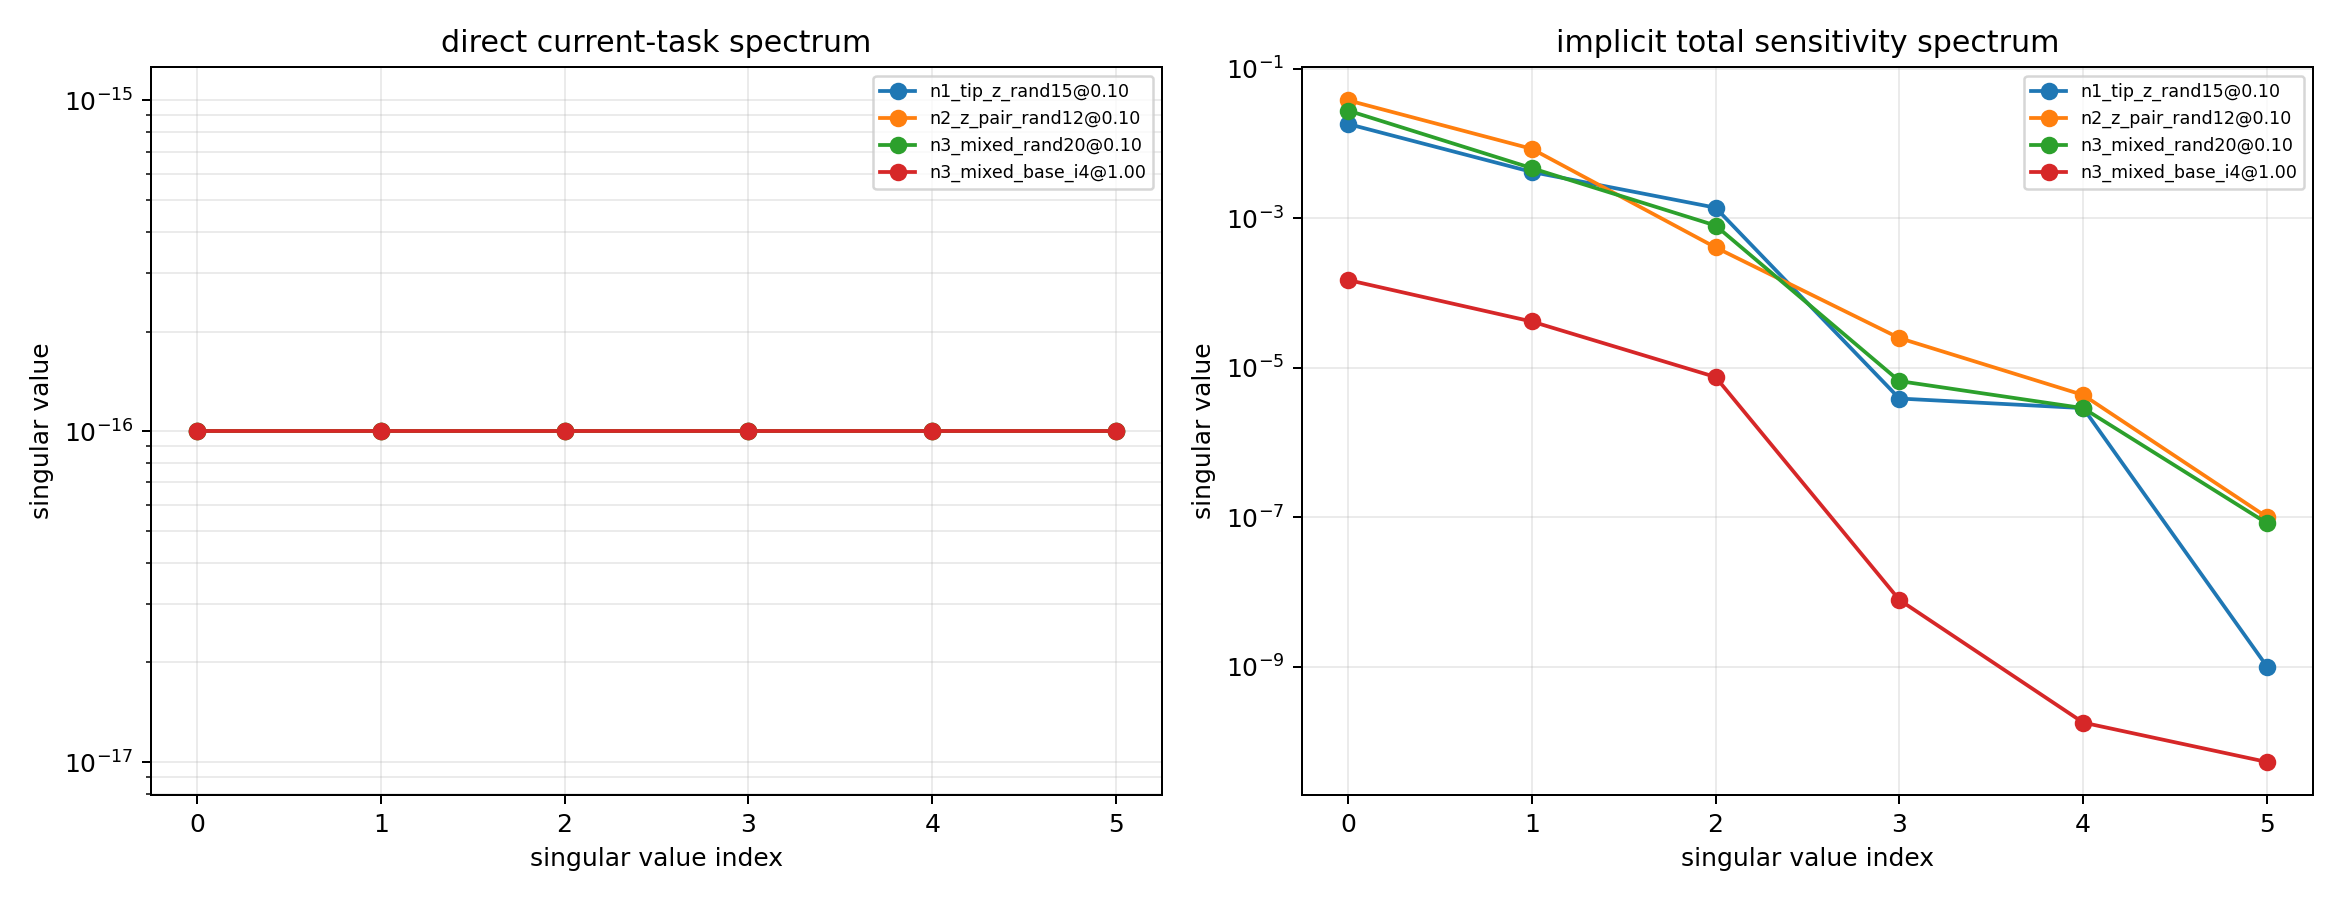 direct current-task spectrum
10⁻¹⁵
10⁻¹⁶
10⁻¹⁷
singular value
n1_tip_z_rand15@0.10
n2_z_pair_rand12@0.10
n3_mixed_rand20@0.10
n3_mixed_base_i4@1.00
0 1 2 3 4 5
singular value index
implicit total sensitivity spectrum
10⁻¹
10⁻³
10⁻⁵
10⁻⁷
10⁻⁹
singular value
n1_tip_z_rand15@0.10
n2_z_pair_rand12@0.10
n3_mixed_rand20@0.10
n3_mixed_base_i4@1.00
0 1 2 3 4 5
singular value index